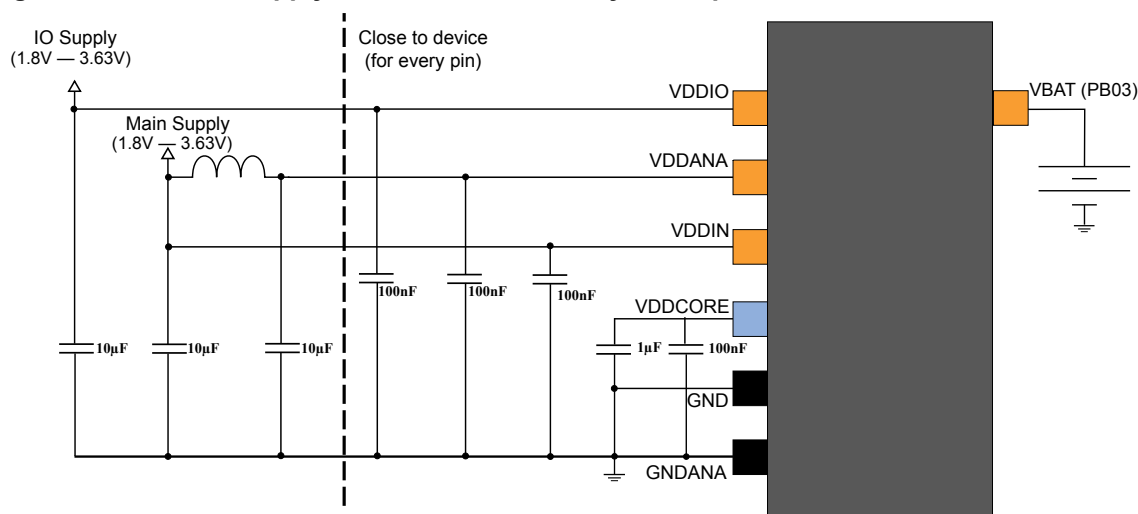 IO Supply
(1.8V — 3.63V)
Close to device
(for every pin)
Main Supply
(1.8V — 3.63V)
VDDIO
VBAT (PB03)
VDDANA
VDDIN
100nF
100nF
100nF
VDDCORE
10µF
10µF
10µF
1µF
100nF
GND
GNDANA